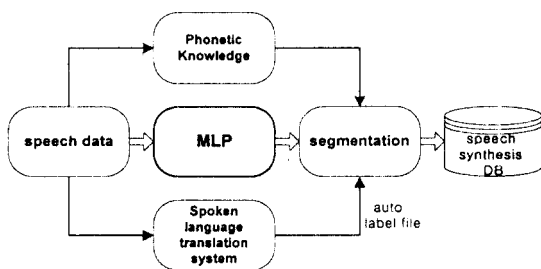 Phonetic
Knowledge
speech data
MLP
segmentation
speech
synthesis
DB
auto
label file
Spoken
language
translation
system